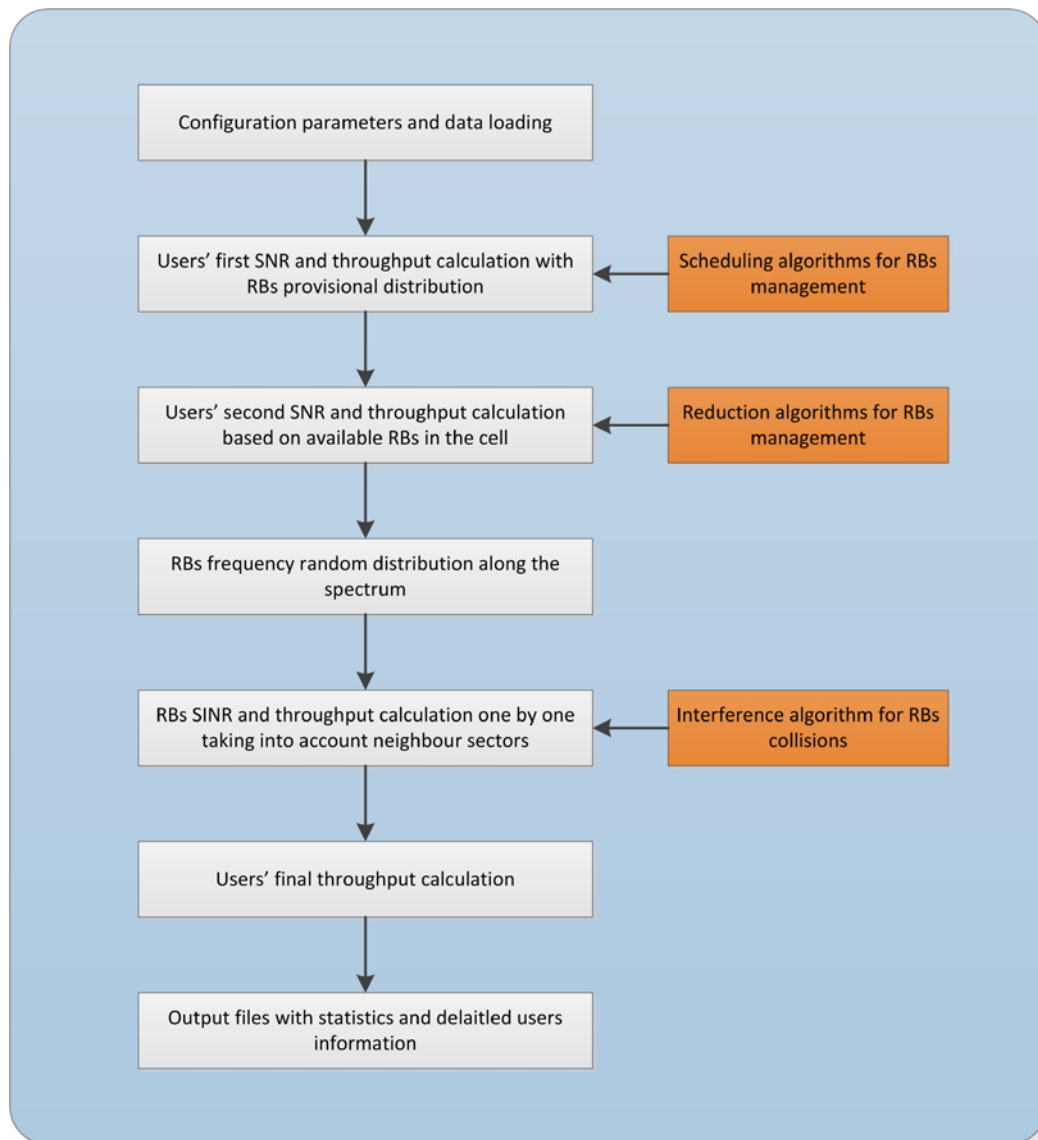 Configuration parameters and data loading
Users’ first SNR and throughput calculation with
RBs provisional distribution
Scheduling algorithms for RBs
management
Users’ second SNR and throughput calculation
based on available RBs in the cell
Reduction algorithms for RBs
management
RBs frequency random distribution along the
spectrum
RBs SINR and throughput calculation one by one
taking into account neighbour sectors
Interference algorithm for RBs
collisions
Users’ final throughput calculation
Output files with statistics and delaitled users
information